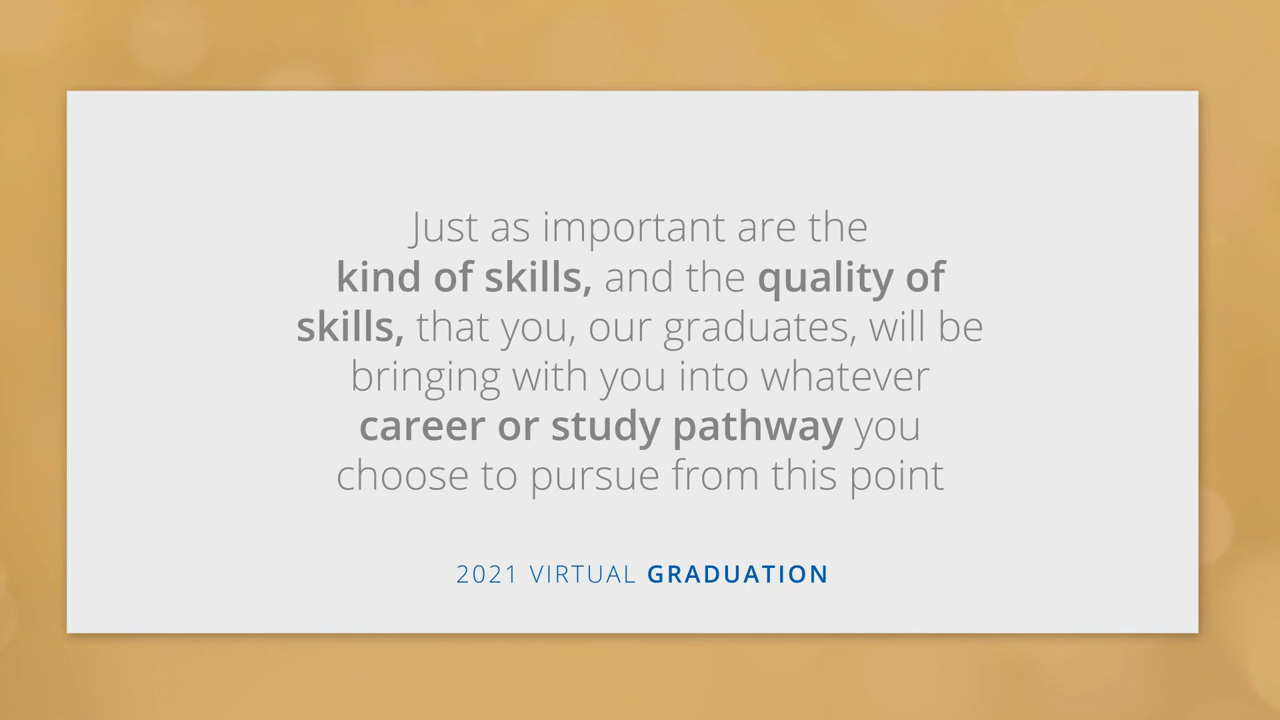 Just as important are the
kind of skills, and the quality of
skills, that you, our graduates, will be
bringing with you into whatever
career or study pathway you
choose to pursue from this point
2021 VIRTUAL GRADUATION